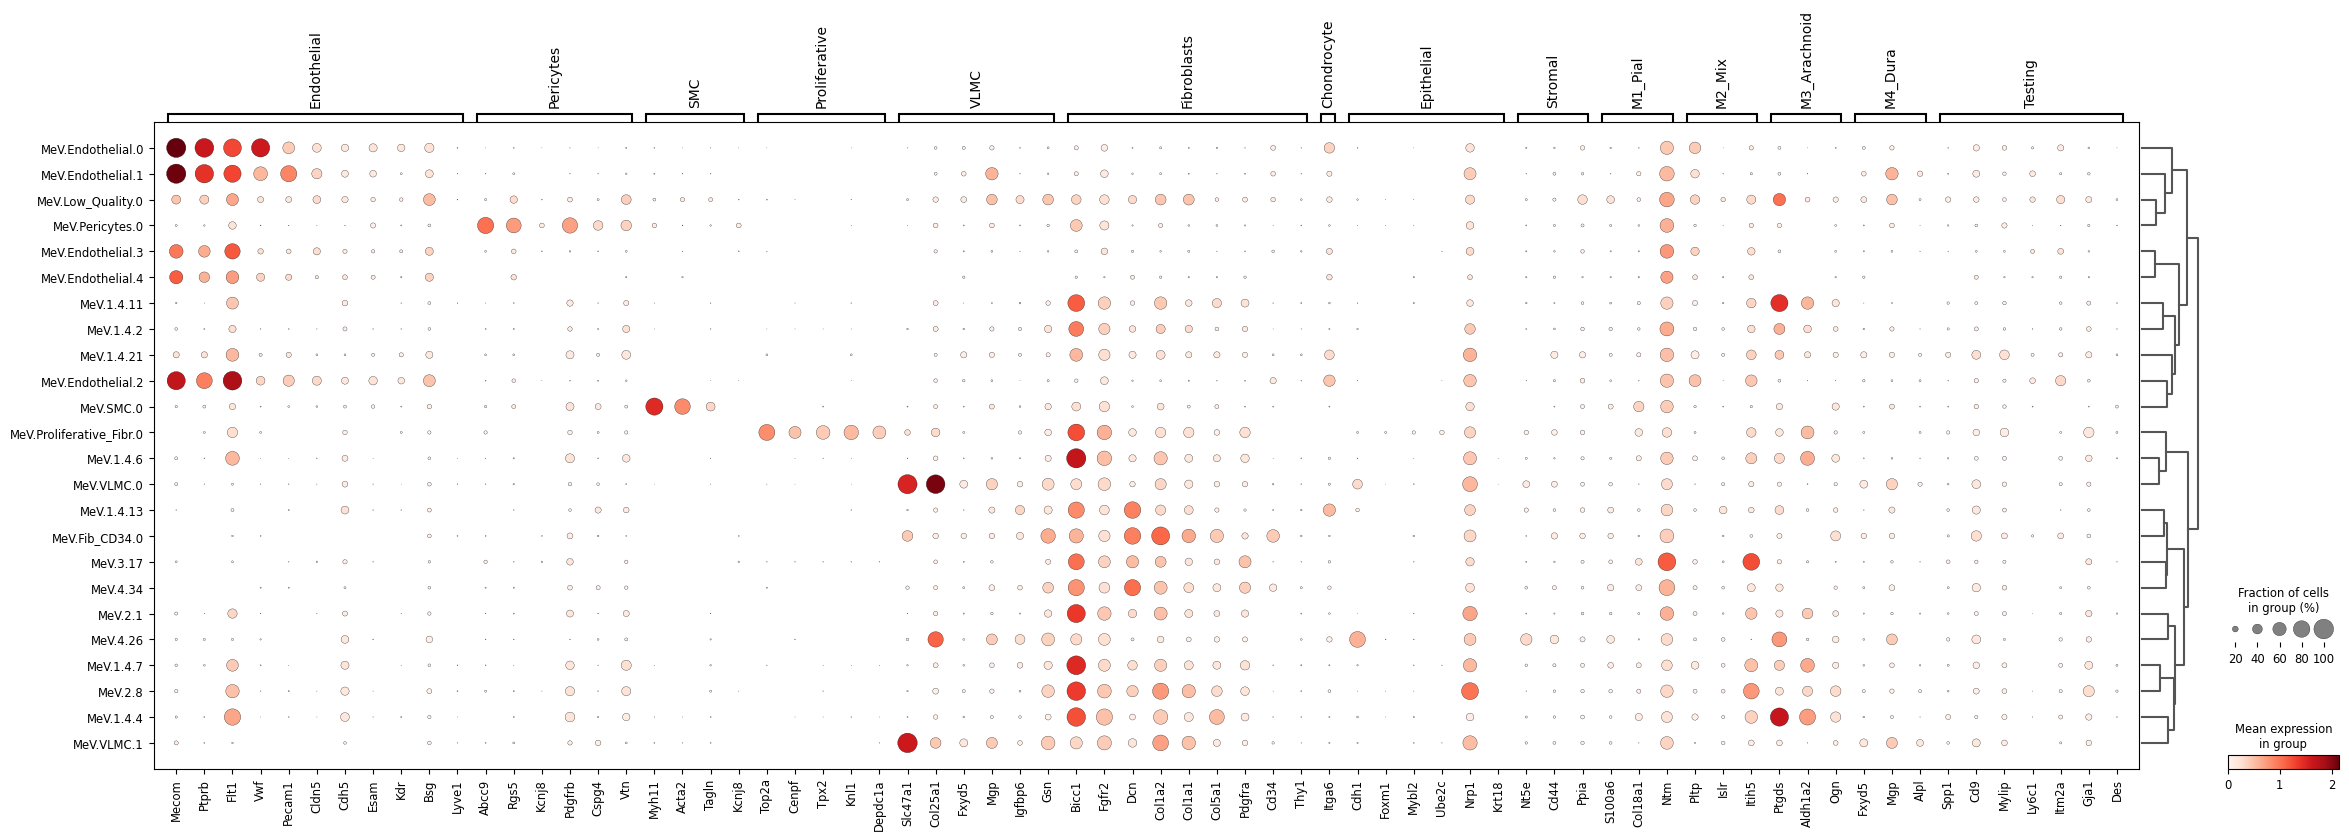 Endothelial
Pericytes
SMC
Proliferative
VLMC
Fibroblasts
Chondrocyte
Epithelial
Stromal
M1_Pial
M2_Mix
M3_Arachnoid
M4_Dura
Testing
MeV.Endothelial.0
MeV.Endothelial.1
MeV.Low_Quality.0
MeV.Pericytes.0
MeV.Endothelial.3
MeV.Endothelial.4
MeV.1.4.11
MeV.1.4.2
MeV.1.4.21
MeV.Endothelial.2
MeV.SMC.0
MeV.Proliferative_Fibr.0
MeV.1.4.6
MeV.VLMC.0
MeV.1.4.13
MeV.Fib_CD34.0
MeV.3.17
MeV.4.34
MeV.2.1
MeV.4.26
MeV.1.4.7
MeV.2.8
MeV.1.4.4
MeV.VLMC.1
Mecom
Ptprb
Flt1
Vwf
Pecam1
Cldn5
Cdh5
Esam
Kdr
Bsg
Lyve1
Abcc9
Rgs5
Kcnj8
Pdgfrb
Cspg4
Vtn
Myh11
Acta2
Tagln
Kcnj8
Top2a
Cenpf
Tpx2
Knl1
Depdc1a
Slc47a1
Col25a1
Fxyd5
Mgp
Igfbp6
Gsn
Bicc1
Fgfr2
Dcn
Col1a2
Col1a1
Col5a1
Pdgfra
Cd34
Thy1
Itga6
Cdh1
Foxm1
Mybl2
Ube2c
Nrp1
Krt18
Nt5e
Cd44
Ppia
S100a6
Col18a1
Ntm
Pltp
Islr
Itih5
Ptgds
Aldh1a2
Ogn
Fxyd5
Mgp
Alpl
Spp1
Cd9
Mylip
Ly6c1
Itm2a
Gja1
Des
Fraction of cells
in group (%)
20 40 60 80 100
Mean expression
in group
0 1 2